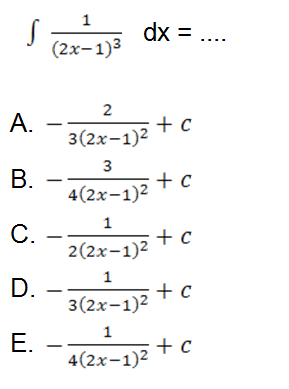 ∫ 1/(2x−1)³ dx = ....
A. − 2/3(2x−1)² + c
B. − 3/4(2x−1)² + c
C. − 1/2(2x−1)² + c
D. − 1/3(2x−1)² + c
E. − 1/4(2x−1)² + c